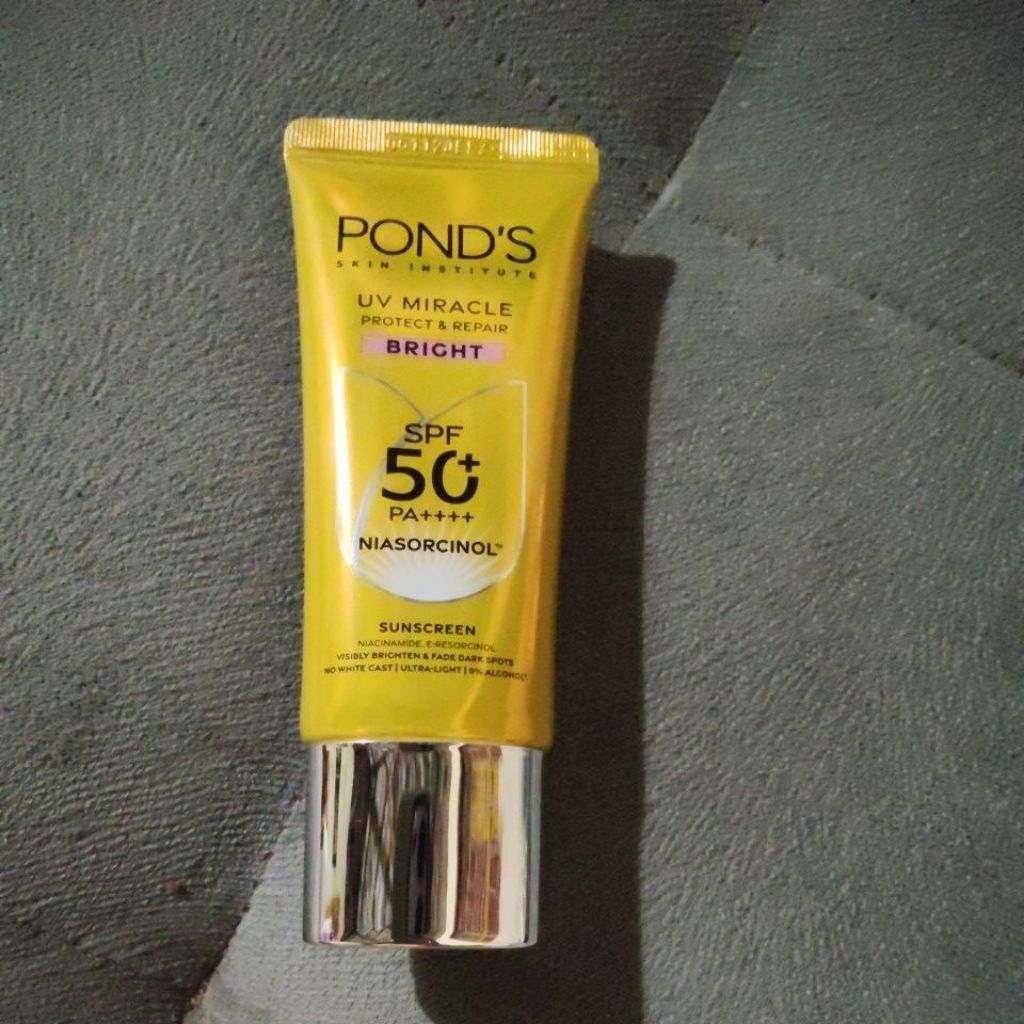 POND'S
SKIN INSTITUTE
UV MIRACLE
PROTECT & REPAIR
BRIGHT
SPF
50+
PA++++
NIASORCINOL™
SUNSCREEN
NIACINAMIDE, E-RESORCINOL
VISIBLY BRIGHTEN & FADE DARK SPOTS
NO WHITE CAST | ULTRA-LIGHT | 0% ALCOHOL*